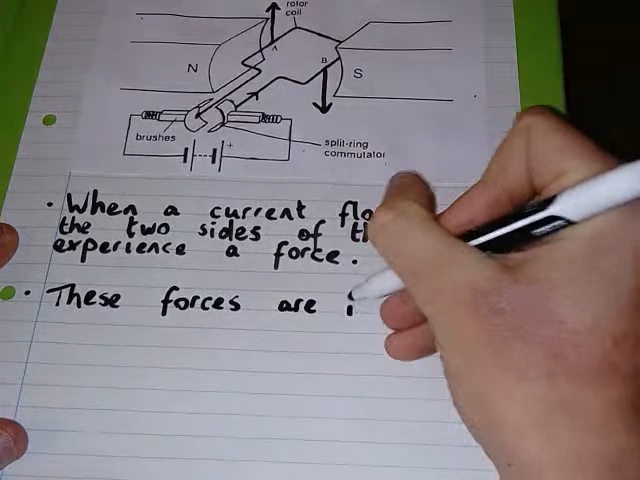 rotor
coil
A
B
N
S
brushes
+
split-ring
commutator
• When a current flo
the two sides of th
experience a force.
• These forces are i